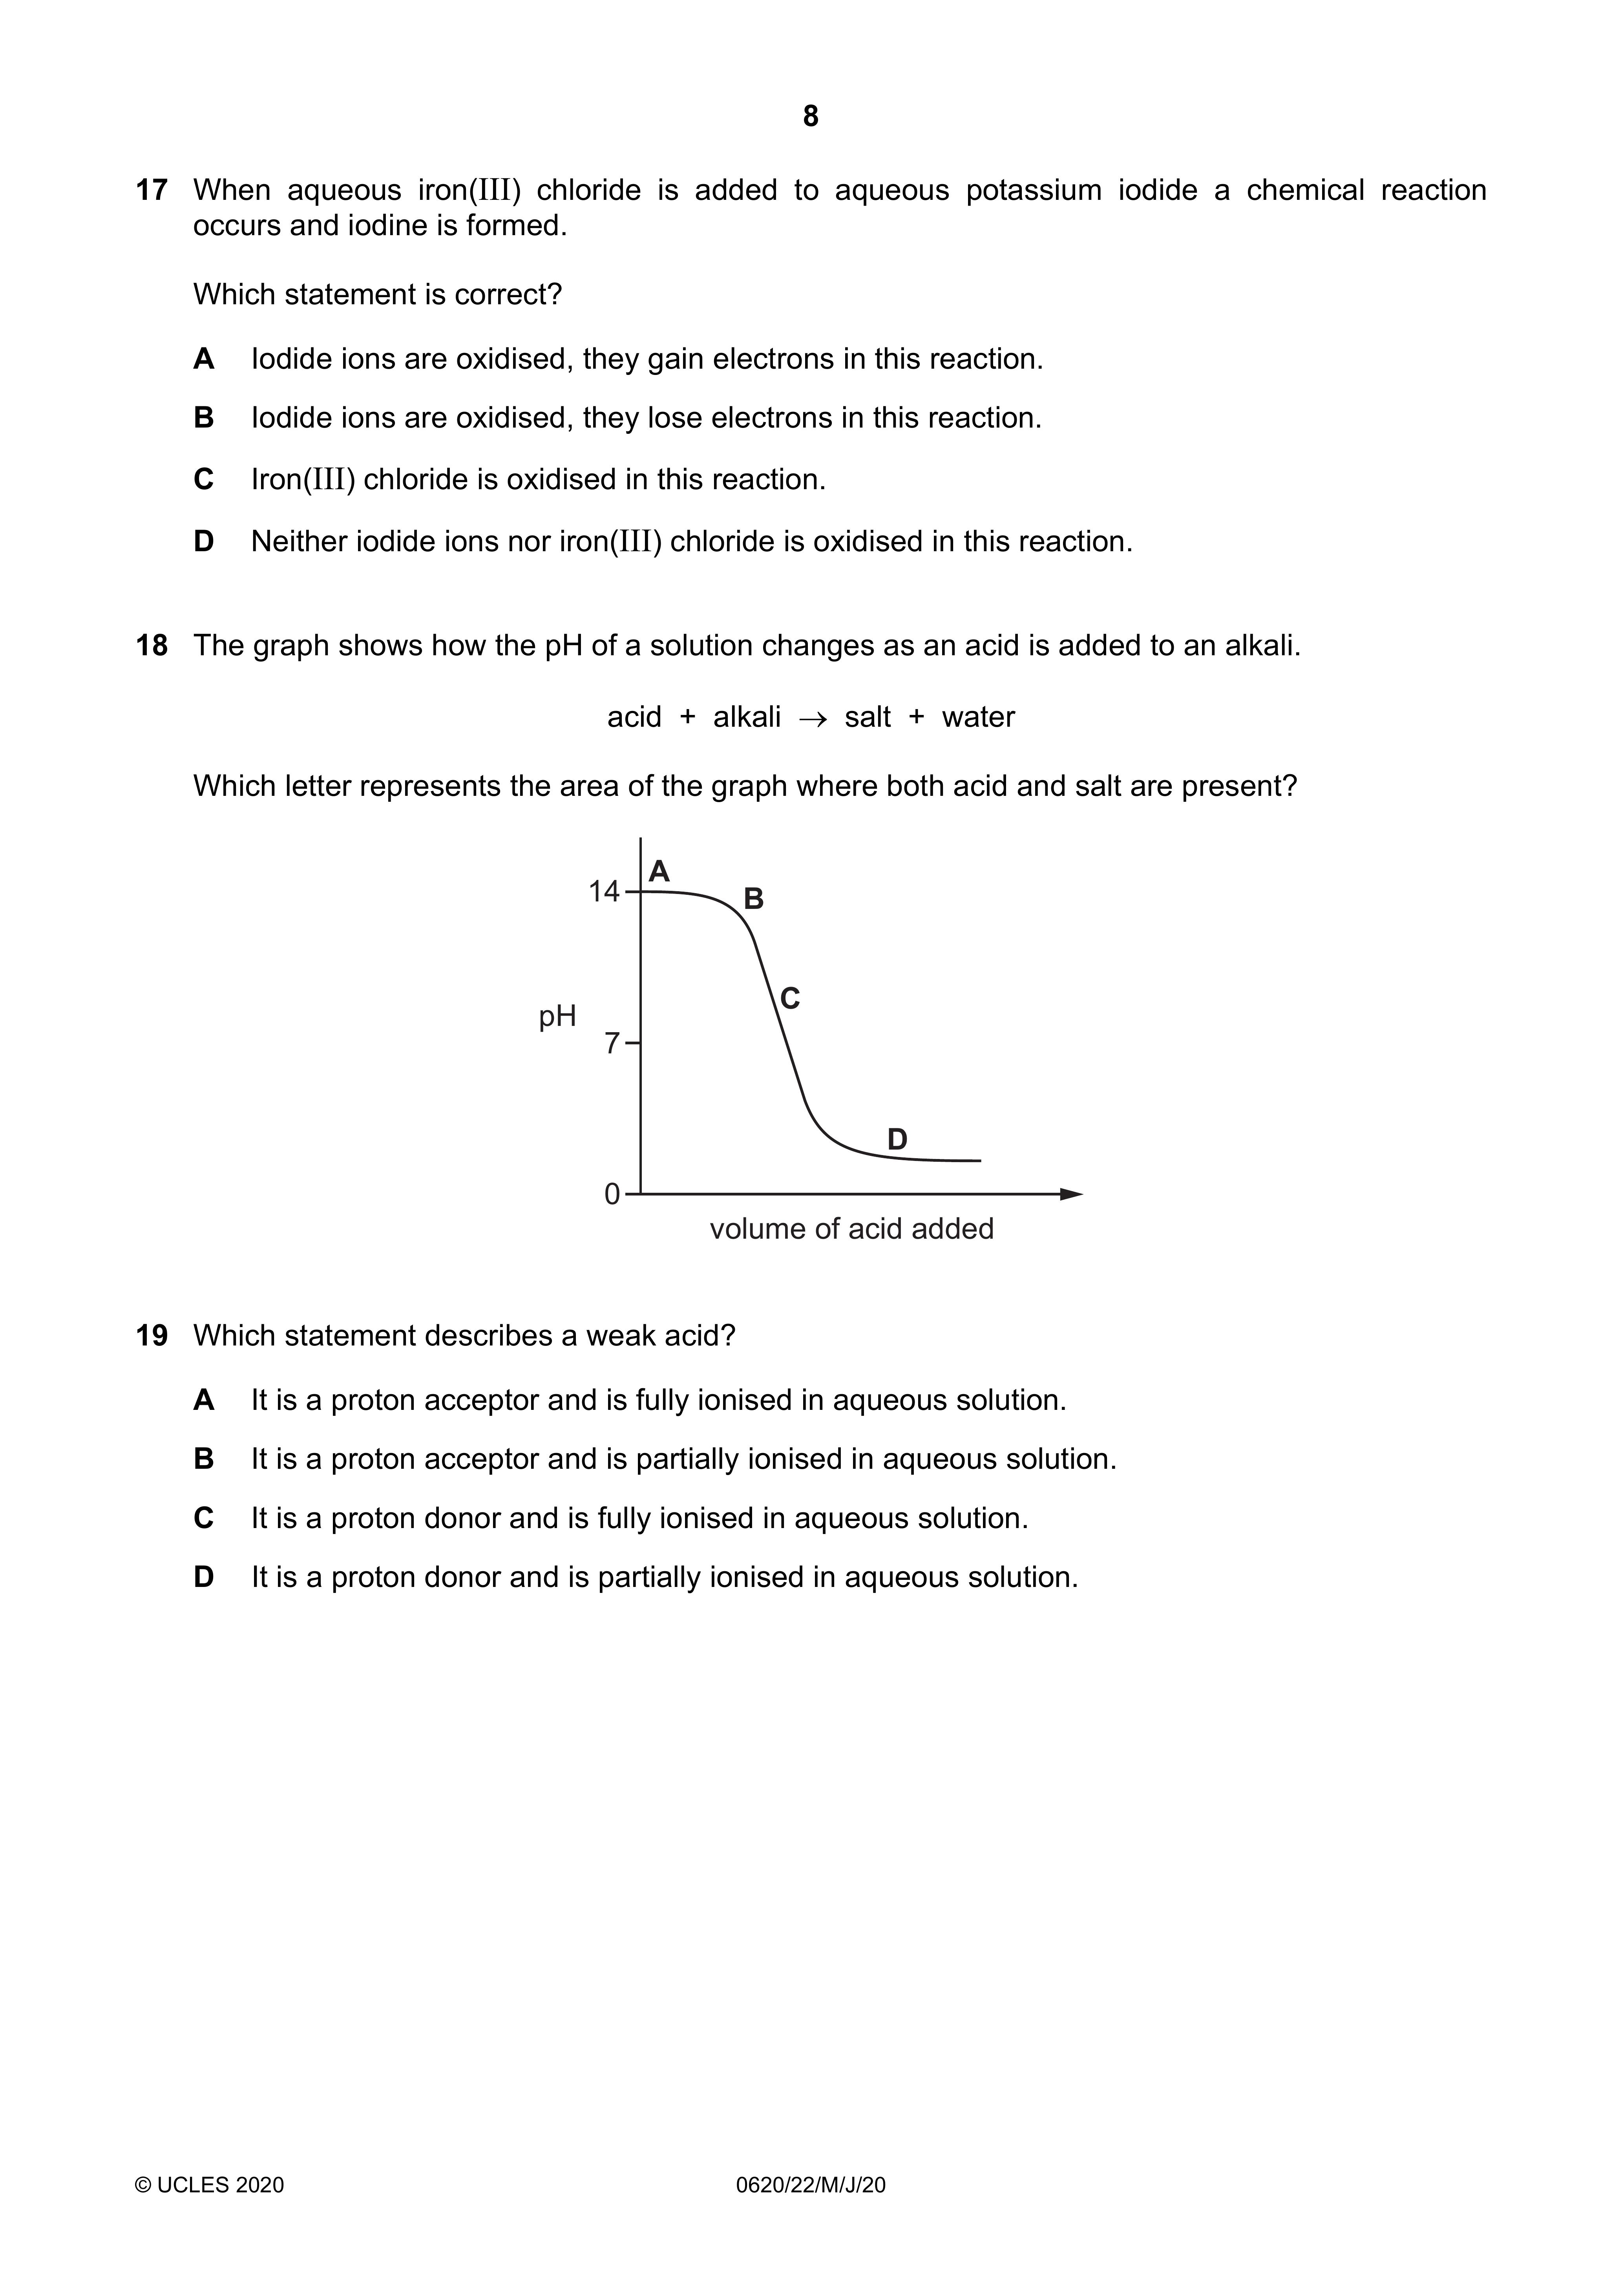 8
17 When aqueous iron(III) chloride is added to aqueous potassium iodide a chemical reaction
occurs and iodine is formed.
Which statement is correct?
A Iodide ions are oxidised, they gain electrons in this reaction.
B Iodide ions are oxidised, they lose electrons in this reaction.
C Iron(III) chloride is oxidised in this reaction.
D Neither iodide ions nor iron(III) chloride is oxidised in this reaction.
18 The graph shows how the pH of a solution changes as an acid is added to an alkali.
acid + alkali → salt + water
Which letter represents the area of the graph where both acid and salt are present?
A
14
B
C
pH
7
D
0
volume of acid added
19 Which statement describes a weak acid?
A It is a proton acceptor and is fully ionised in aqueous solution.
B It is a proton acceptor and is partially ionised in aqueous solution.
C It is a proton donor and is fully ionised in aqueous solution.
D It is a proton donor and is partially ionised in aqueous solution.
© UCLES 2020 0620/22/M/J/20